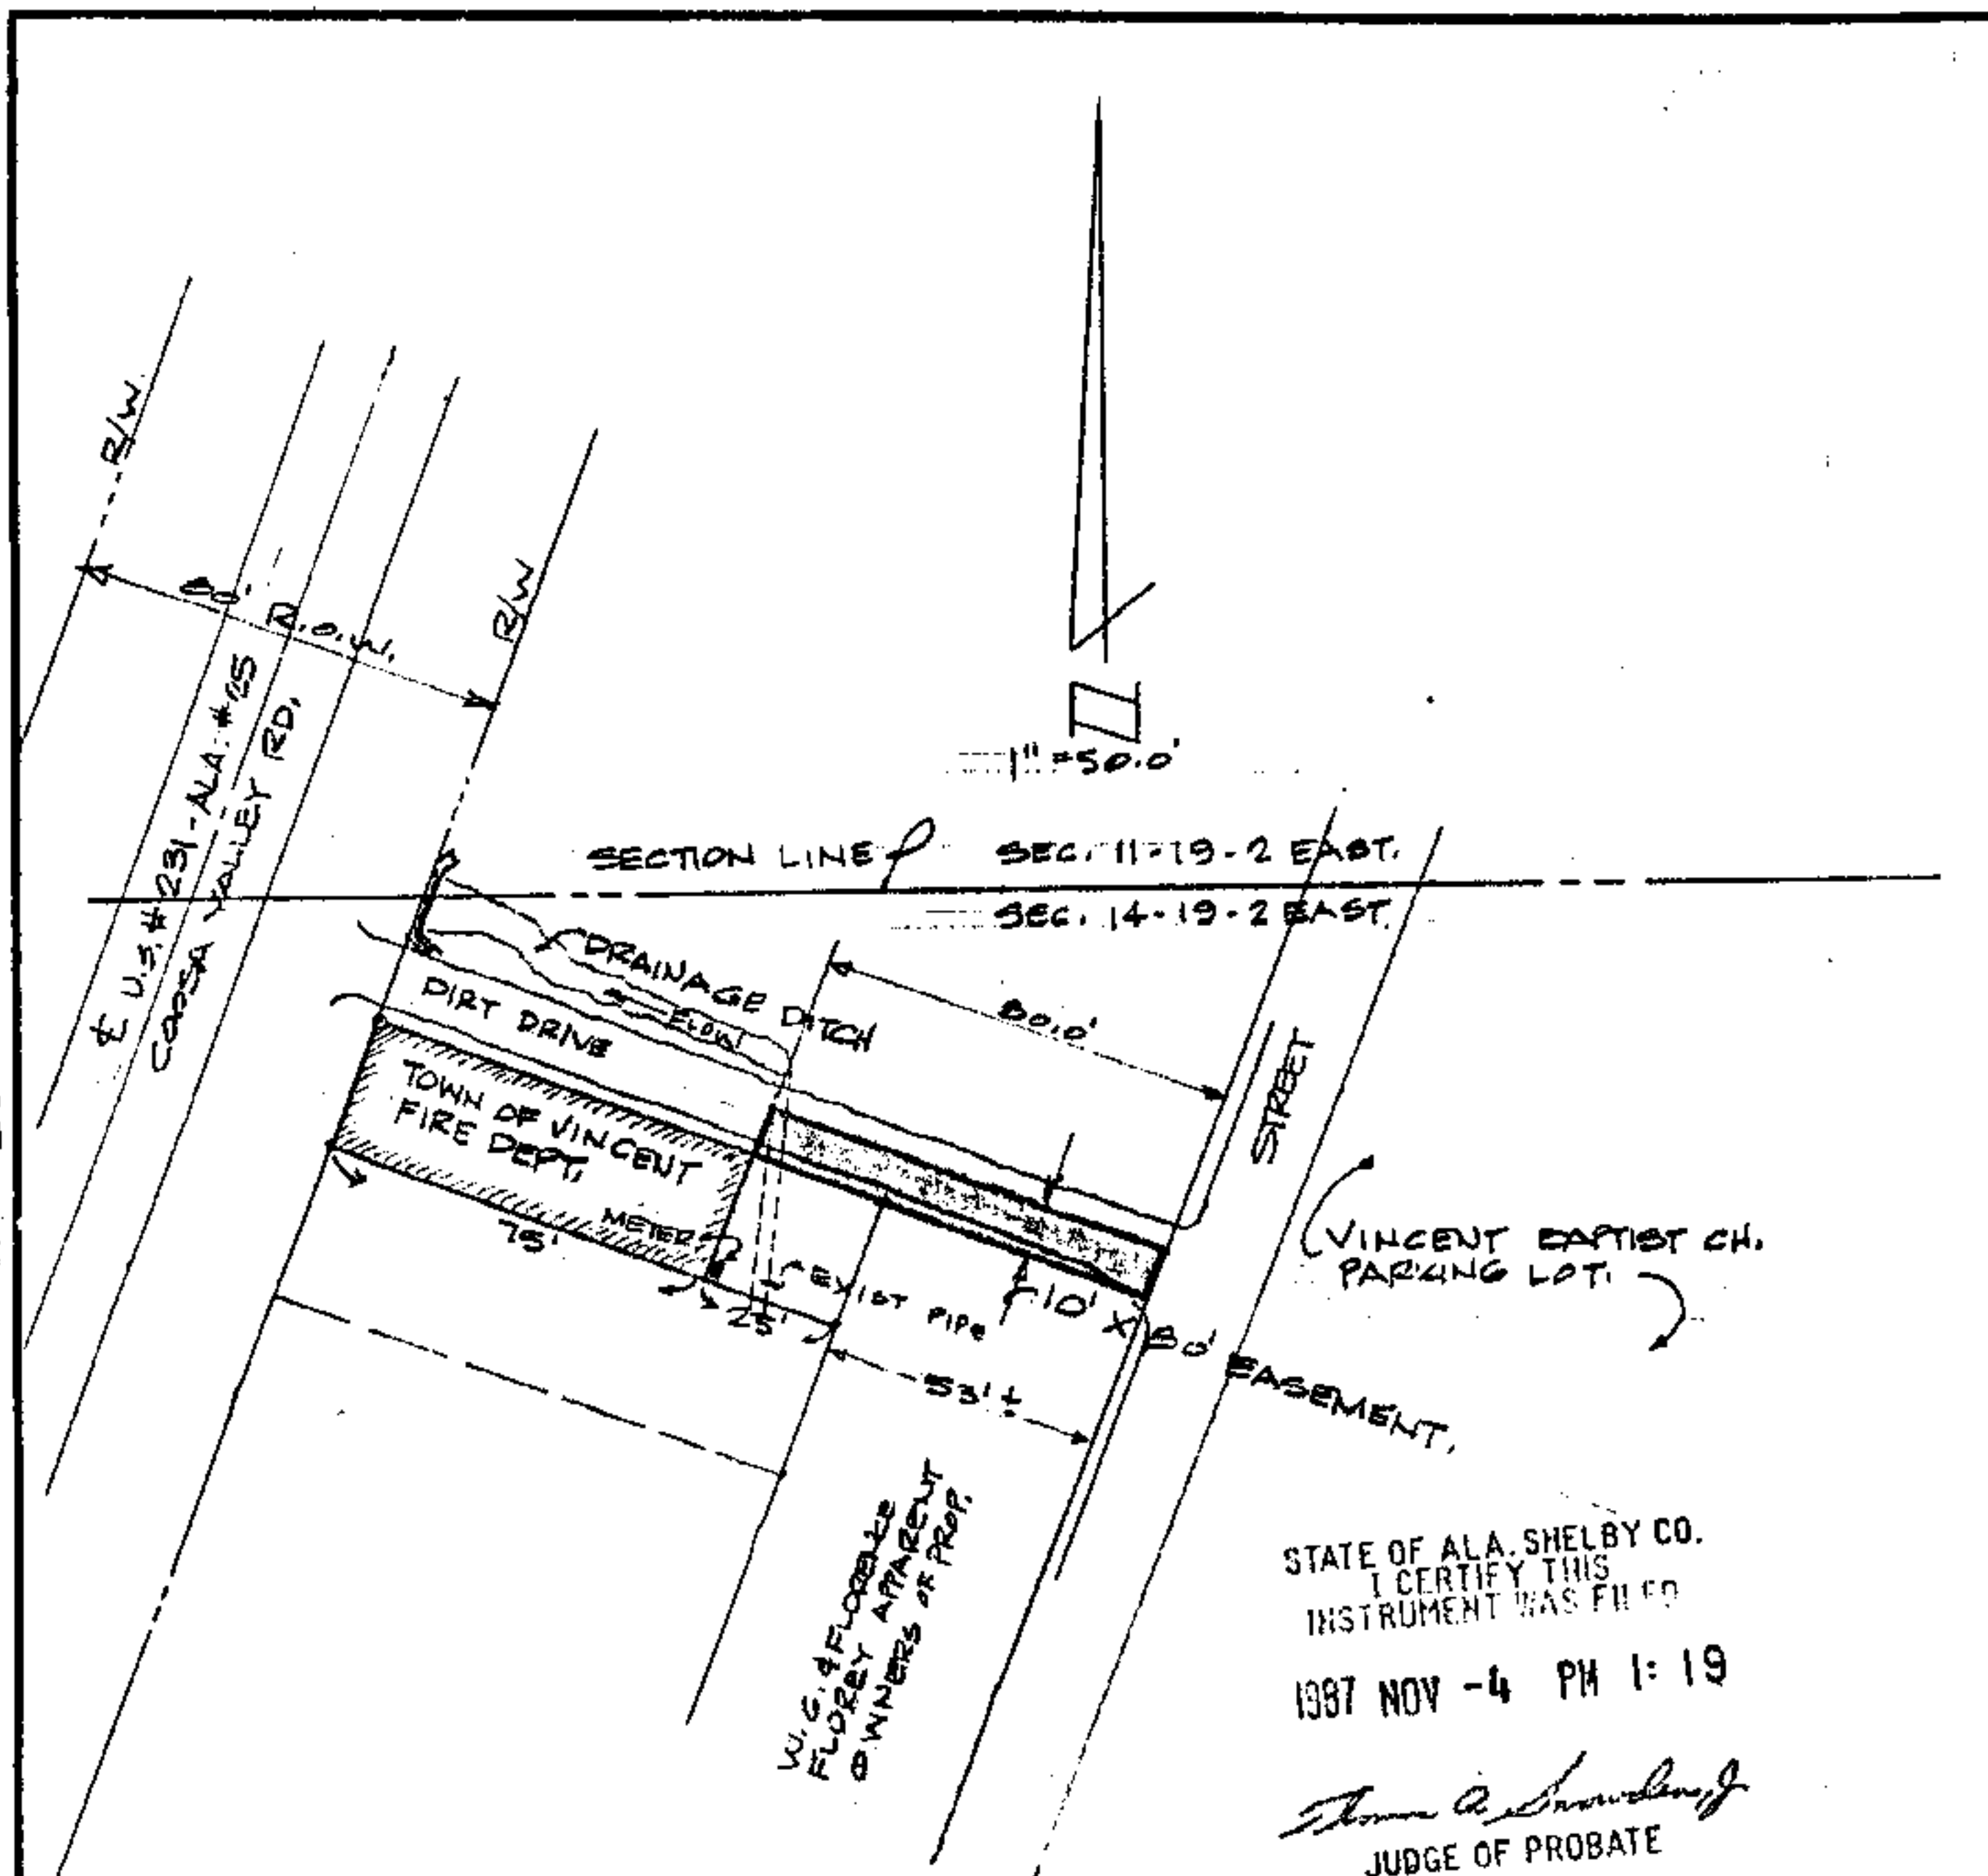 R/W
80' R.O.W.
R/W
℄ U.S. # 231 - ALA. # 25
COOSA VALLEY RD.
N
1" = 50.0'
SECTION LINE
SEC. 11-19-2 EAST.
SEC. 14-19-2 EAST.
DRAINAGE DITCH
FLOW
DIRT DRIVE
80.0'
STREET
TOWN OF VINCENT
FIRE DEPT.
METER
75'
25'
EXIST PIPE
10' X 80' EASEMENT.
53' ±
VINCENT BAPTIST CH.
PARKING LOT.
W.G. & FLORENCE
FLOREY APPARENT
OWNERS OF PROP.
STATE OF ALA. SHELBY CO.
I CERTIFY THIS
INSTRUMENT WAS FILED
1987 NOV -4 PM 1:19
JUDGE OF PROBATE